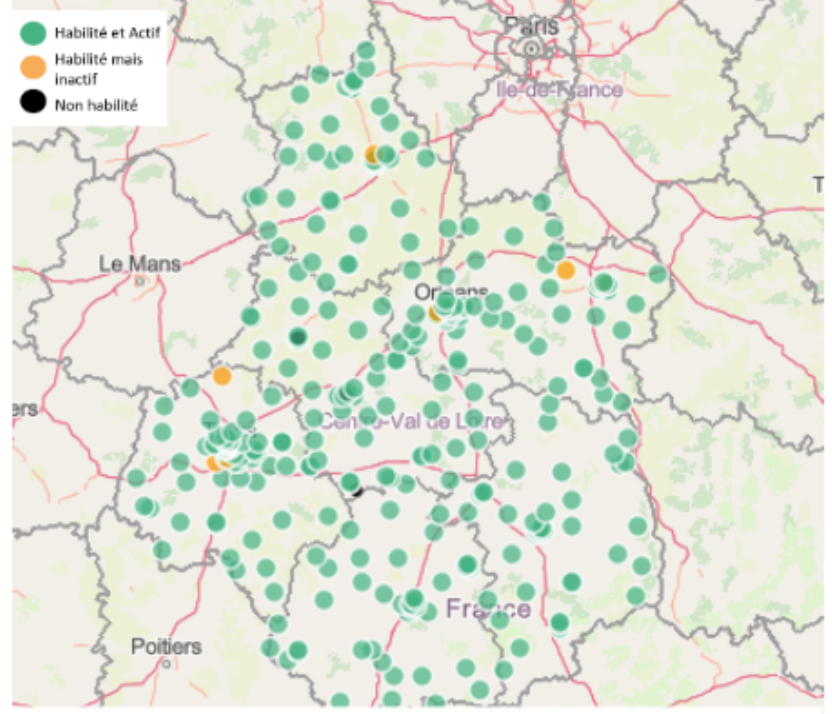 Habilité et Actif
Habilité mais
inactif
Non habilité
Paris
Ile-de-France
T
Le Mans
Orléans
ers
Centre-Val de Loire
France
Poitiers